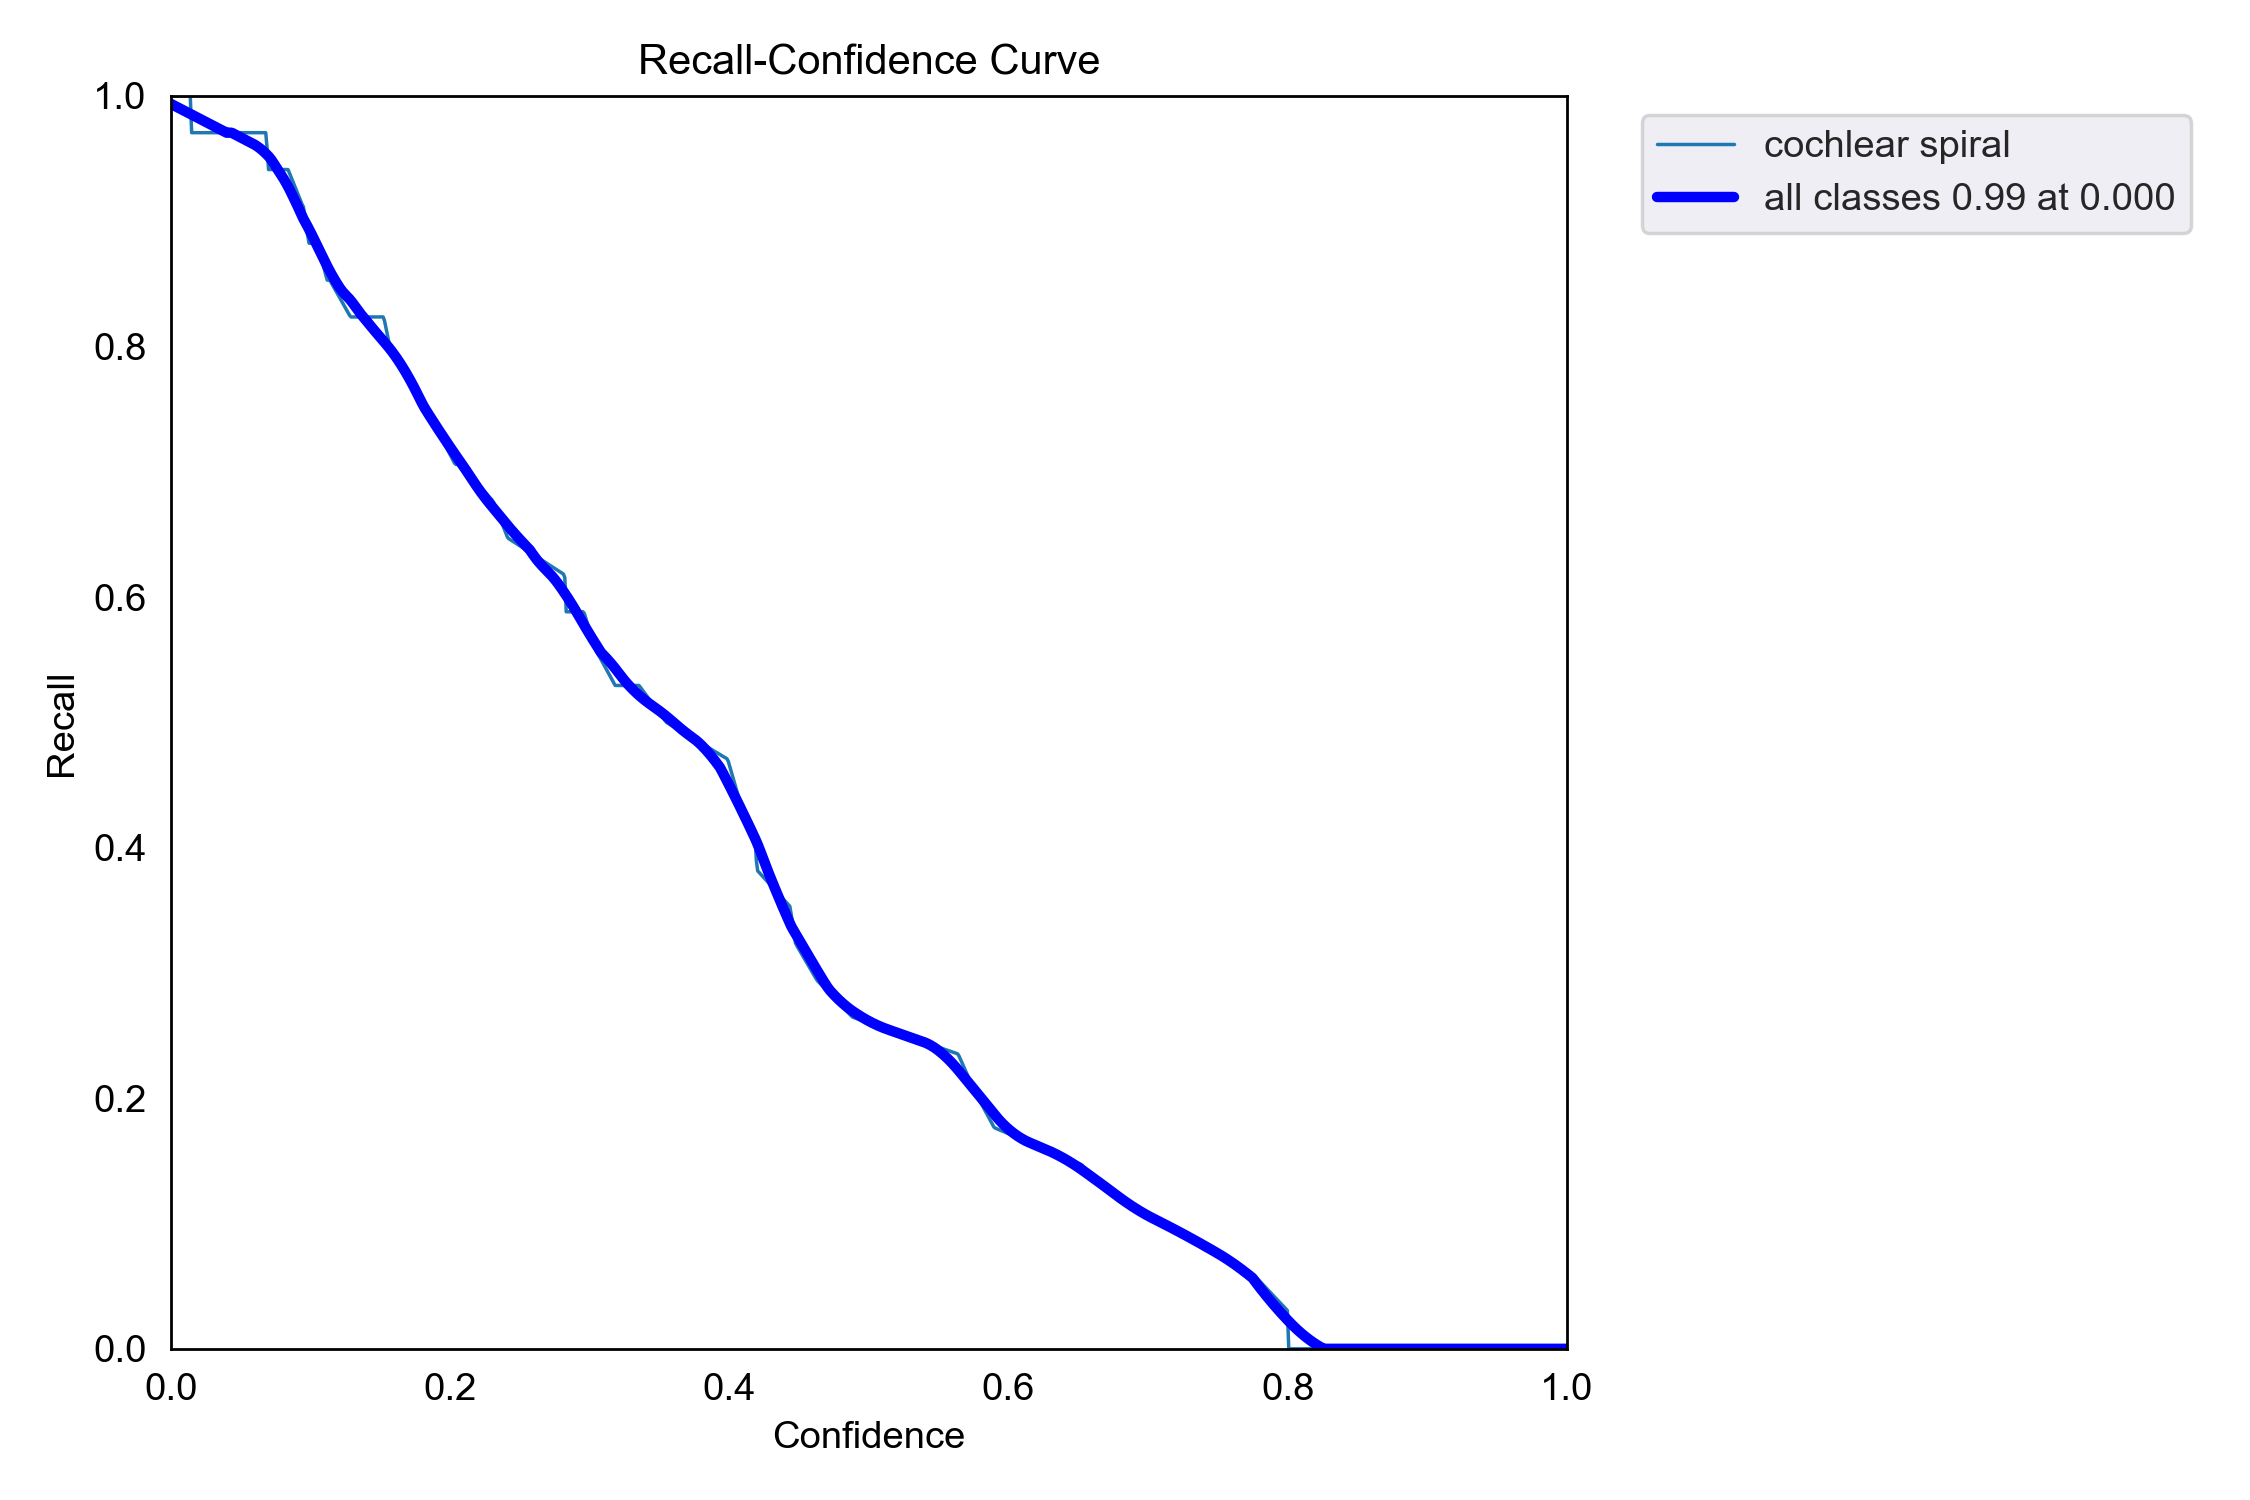 Recall-Confidence Curve
1.0
0.8
0.6
0.4
0.2
0.0
Recall
0.0 0.2 0.4 0.6 0.8 1.0
Confidence
cochlear spiral
all classes 0.99 at 0.000